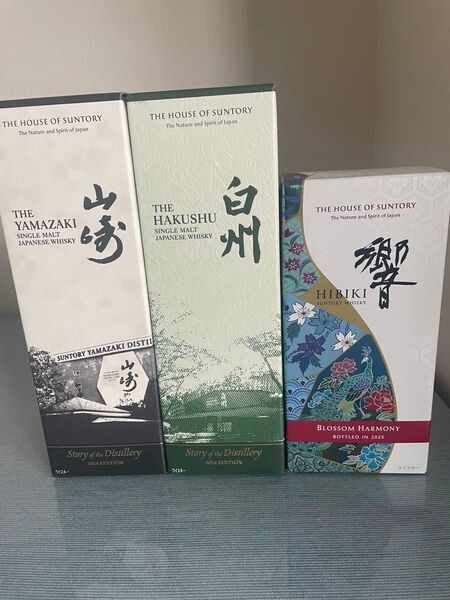 THE HOUSE OF SUNTORY
The Nature and Spirit of Japan
THE
YAMAZAKI
SINGLE MALT
JAPANESE WHISKY
山崎
SUNTORY YAMAZAKI DISTIL
山崎
Story of the Distillery
2024 EDITION
ウイスキー
THE HOUSE OF SUNTORY
The Nature and Spirit of Japan
THE
HAKUSHU
SINGLE MALT
JAPANESE WHISKY
白州
Story of the Distillery
2024 EDITION
ウイスキー
THE HOUSE OF SUNTORY
The Nature and Spirit of Japan
響
HIBIKI
SUNTORY WHISKY
BLOSSOM HARMONY
BOTTLED IN 2025
ウイスキー